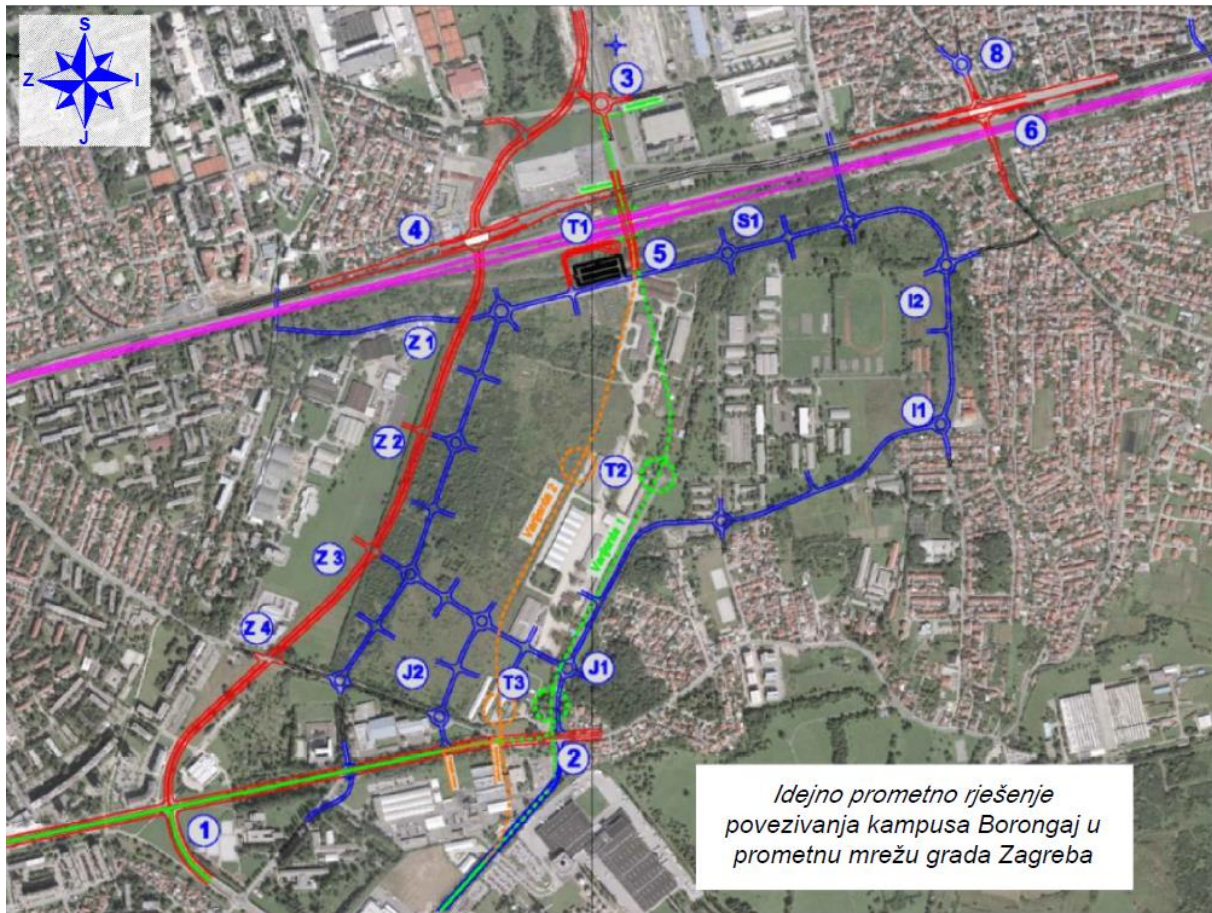 S
Z
I
J
3
8
6
4
T1
S1
5
I2
Z 1
I1
Z 2
T2
Varijanta 2
Varijanta 1
Z 3
Z 4
J2
T3
J1
2
1
Idejno prometno rješenje
povezivanja kampusa Borongaj u
prometnu mrežu grada Zagreba